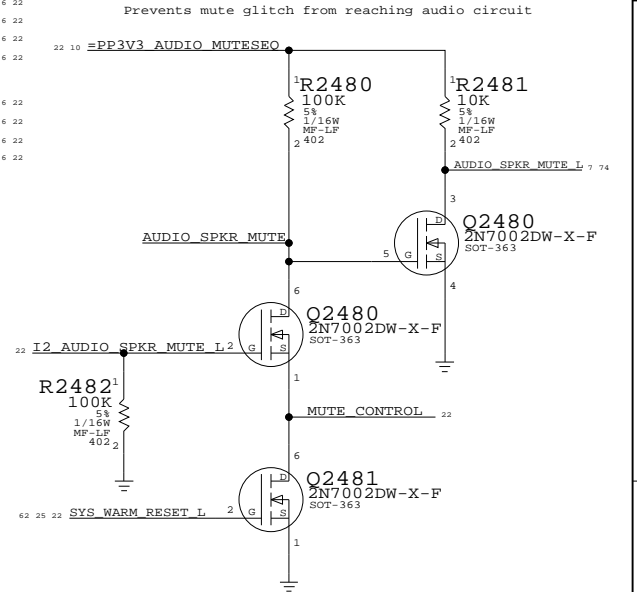 Prevents mute glitch from reaching audio circuit
6 22
6 22
6 22
6 22
6 22
6 22
6 22
6 22
22 10 =PP3V3_AUDIO_MUTESEQ
1
R2480
100K
5%
1/16W
MF-LF
402
2
1
R2481
10K
5%
1/16W
MF-LF
402
2
AUDIO_SPKR_MUTE_L 7 74
3
D
Q2480
2N7002DW-X-F
SOT-363
5
G
S
4
AUDIO_SPKR_MUTE
6
D
Q2480
2N7002DW-X-F
SOT-363
22 I2_AUDIO_SPKR_MUTE_L 2
G
S
1
R2482
1
100K
5%
1/16W
MF-LF
402
2
MUTE_CONTROL 22
6
D
Q2481
2N7002DW-X-F
SOT-363
62 25 22 SYS_WARM_RESET_L 2
G
S
1